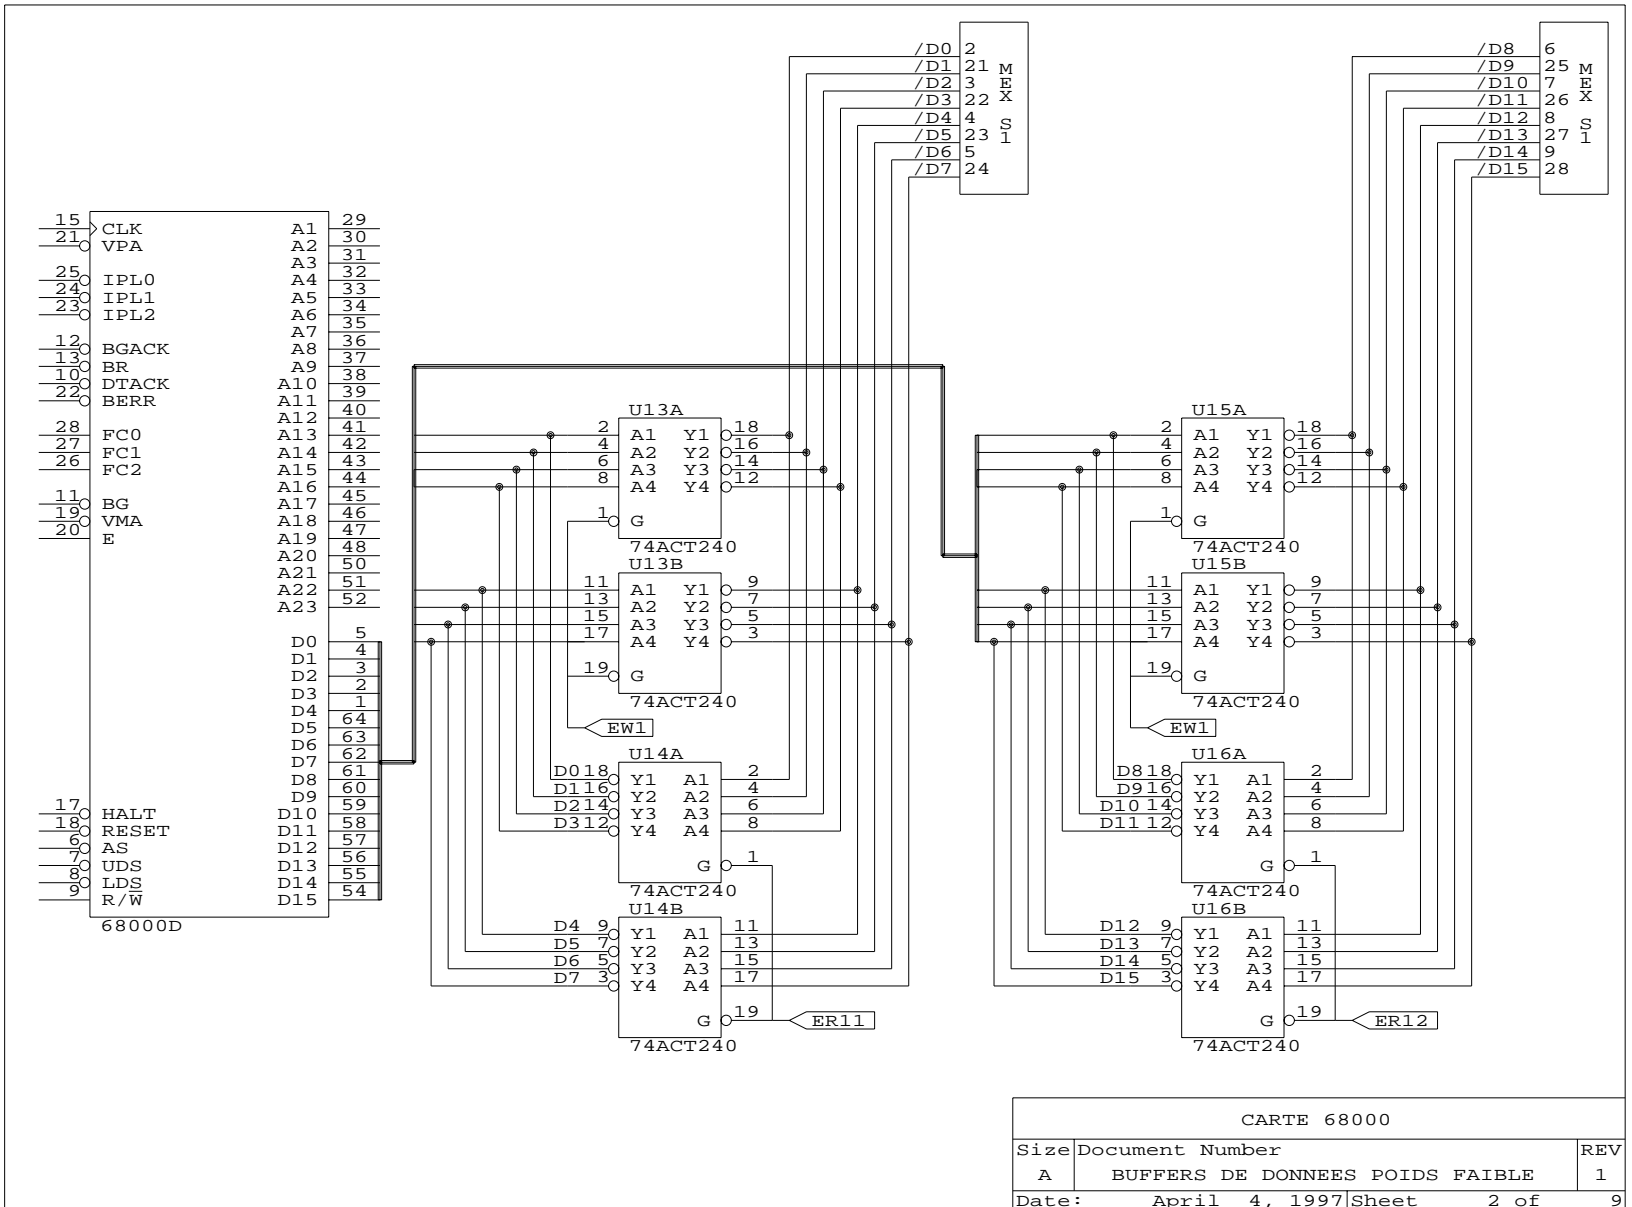 /D0 2
/D1 21
/D2 3
/D3 22
/D4 4
/D5 23
/D6 5
/D7 24
MEX S1
/D8 6
/D9 25
/D10 7
/D11 26
/D12 8
/D13 27
/D14 9
/D15 28
MEX S1
15 CLK A1 29
21 VPA A2 30
A3 31
25 IPL0 A4 32
24 IPL1 A5 33
23 IPL2 A6 34
A7 35
12 BGACK A8 36
13 BR A9 37
10 DTACK A10 38
22 BERR A11 39
A12 40
28 FC0 A13 41
27 FC1 A14 42
26 FC2 A15 43
A16 44
11 BG A17 45
19 VMA A18 46
20 E A19 47
A20 48
A21 50
A22 51
A23 52
D0 5
D1 4
D2 3
D3 2
D4 1
D5 64
D6 63
D7 62
D8 61
D9 60
17 HALT D10 59
18 RESET D11 58
6 AS D12 57
7 UDS D13 56
8 LDS D14 55
9 R/W D15 54
68000D
U13A
2 A1 Y1 18
4 A2 Y2 16
6 A3 Y3 14
8 A4 Y4 12
1 G
74ACT240
U13B
11 A1 Y1 9
13 A2 Y2 7
15 A3 Y3 5
17 A4 Y4 3
19 G
74ACT240
EW1
U14A
D0 18 Y1 A1 2
D1 16 Y2 A2 4
D2 14 Y3 A3 6
D3 12 Y4 A4 8
G 1
74ACT240
U14B
D4 9 Y1 A1 11
D5 7 Y2 A2 13
D6 5 Y3 A3 15
D7 3 Y4 A4 17
G 19
ER11
74ACT240
U15A
2 A1 Y1 18
4 A2 Y2 16
6 A3 Y3 14
8 A4 Y4 12
1 G
74ACT240
U15B
11 A1 Y1 9
13 A2 Y2 7
15 A3 Y3 5
17 A4 Y4 3
19 G
74ACT240
EW1
U16A
D8 18 Y1 A1 2
D9 16 Y2 A2 4
D10 14 Y3 A3 6
D11 12 Y4 A4 8
G 1
74ACT240
U16B
D12 9 Y1 A1 11
D13 7 Y2 A2 13
D14 5 Y3 A3 15
D15 3 Y4 A4 17
G 19
ER12
74ACT240
CARTE 68000
Size Document Number REV
A BUFFERS DE DONNEES POIDS FAIBLE 1
Date: April 4, 1997 Sheet 2 of 9